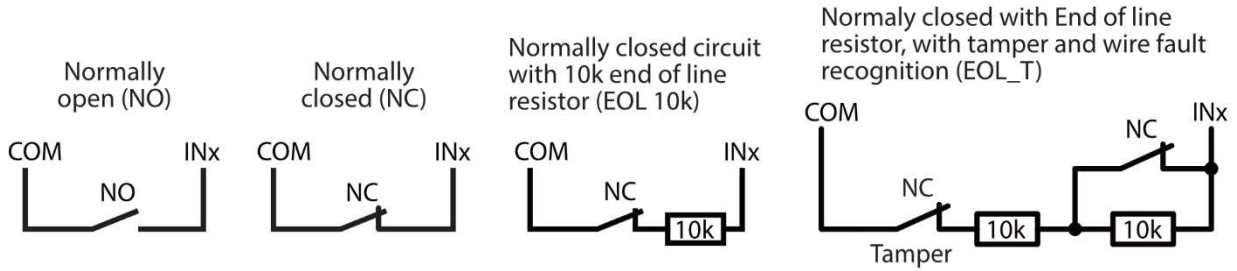 Normally
open (NO)
COM
INx
NO
Normally
closed (NC)
COM
INx
NC
Normally closed circuit
with 10k end of line
resistor (EOL 10k)
COM
INx
NC
10k
Normaly closed with End of line
resistor, with tamper and wire fault
recognition (EOL_T)
COM
INx
NC
NC
10k
10k
Tamper